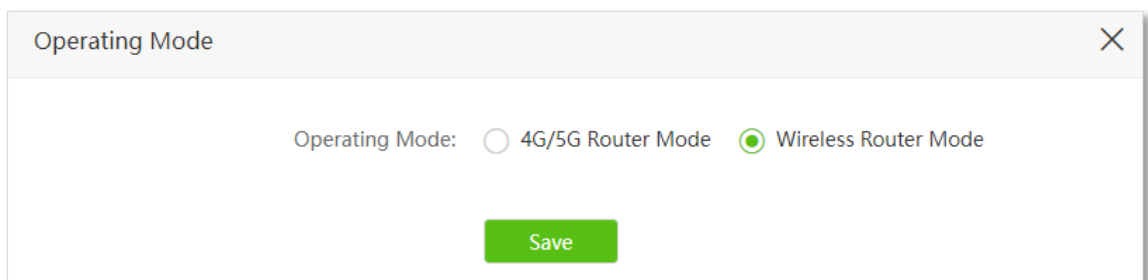 Operating Mode
Operating Mode: 4G/5G Router Mode Wireless Router Mode
Save